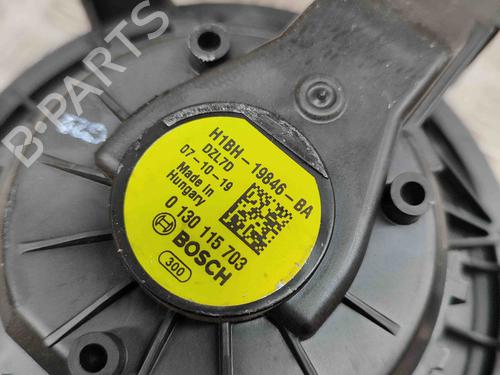 B-PARTS
H1BH-19846-BA
DZL7D
07-10-19
Made in
Hungary
0 130 115 703
BOSCH
300